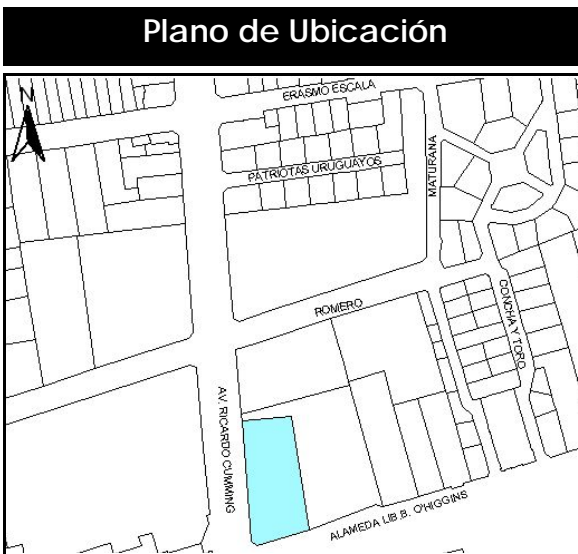 Plano de Ubicación
N
ERASMO ESCALA
PATRIOTAS URUGUAYOS
MATURANA
ROMERO
CONCHA Y TORO
AV. RICARDO CUMMING
ALAMEDA LIB.B. O'HIGGINS